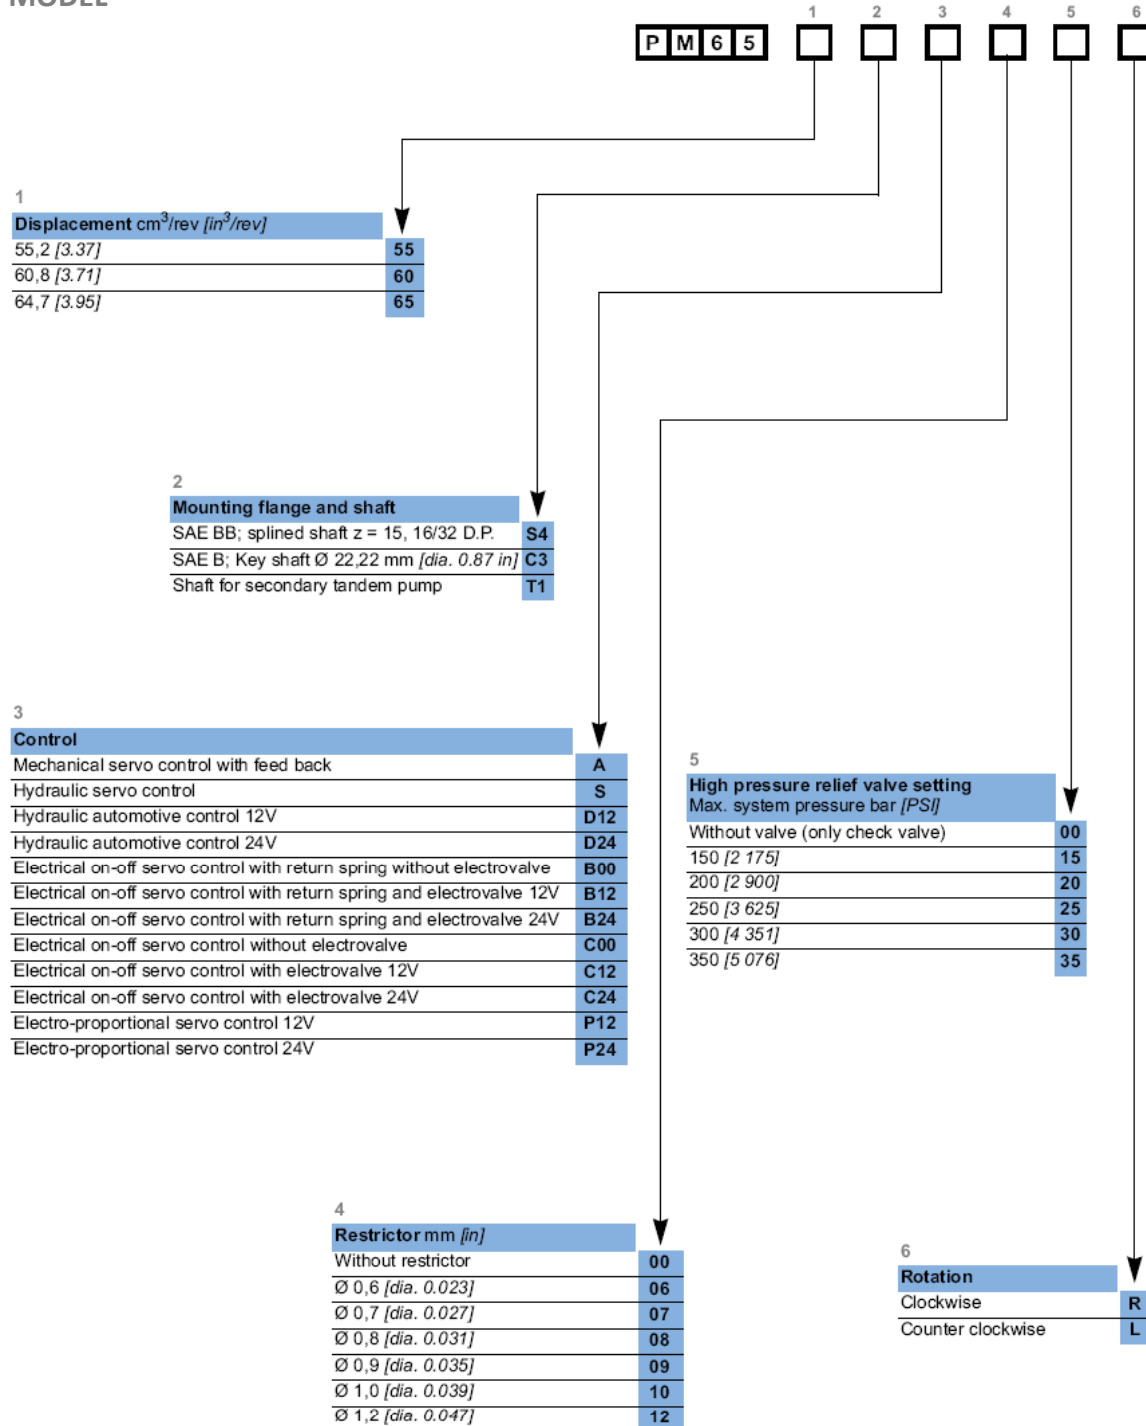 MODEL
1 2 3 4 5 6
P M 6 5
1
Displacement cm³/rev [in³/rev]
55,2 [3.37] 55
60,8 [3.71] 60
64,7 [3.95] 65
2
Mounting flange and shaft
SAE BB; splined shaft z = 15, 16/32 D.P. S4
SAE B; Key shaft Ø 22,22 mm [dia. 0.87 in] C3
Shaft for secondary tandem pump T1
3
Control
Mechanical servo control with feed back A
Hydraulic servo control S
Hydraulic automotive control 12V D12
Hydraulic automotive control 24V D24
Electrical on-off servo control with return spring without electrovalve B00
Electrical on-off servo control with return spring and electrovalve 12V B12
Electrical on-off servo control with return spring and electrovalve 24V B24
Electrical on-off servo control without electrovalve C00
Electrical on-off servo control with electrovalve 12V C12
Electrical on-off servo control with electrovalve 24V C24
Electro-proportional servo control 12V P12
Electro-proportional servo control 24V P24
5
High pressure relief valve setting
Max. system pressure bar [PSI]
Without valve (only check valve) 00
150 [2 175] 15
200 [2 900] 20
250 [3 625] 25
300 [4 351] 30
350 [5 076] 35
4
Restrictor mm [in]
Without restrictor 00
Ø 0,6 [dia. 0.023] 06
Ø 0,7 [dia. 0.027] 07
Ø 0,8 [dia. 0.031] 08
Ø 0,9 [dia. 0.035] 09
Ø 1,0 [dia. 0.039] 10
Ø 1,2 [dia. 0.047] 12
6
Rotation
Clockwise R
Counter clockwise L